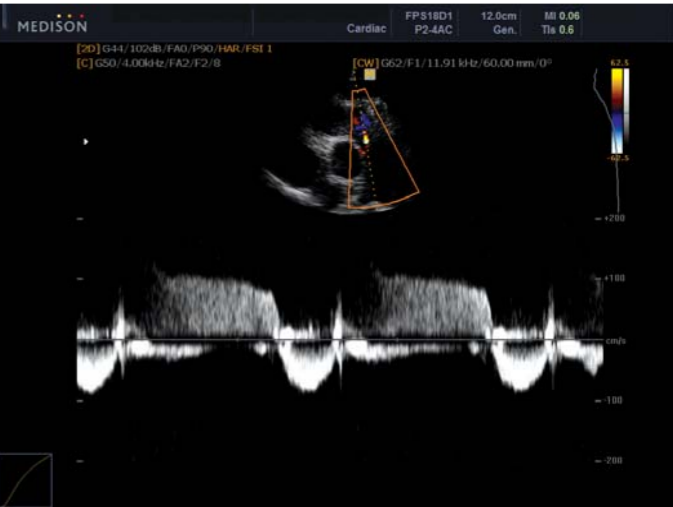 MEDISON
Cardiac
FPS18D1
P2-4AC
12.0cm
Gen.
MI 0.06
TIs 0.6
[2D] G44/102dB/FA0/P90/HAR/FSI 1
[C] G50/4.00kHz/FA2/F2/8
[CW] G62/F1/11.91 kHz/60.00 mm/0°
62.5
-62.5
+200
+100
cm/s
-100
-200